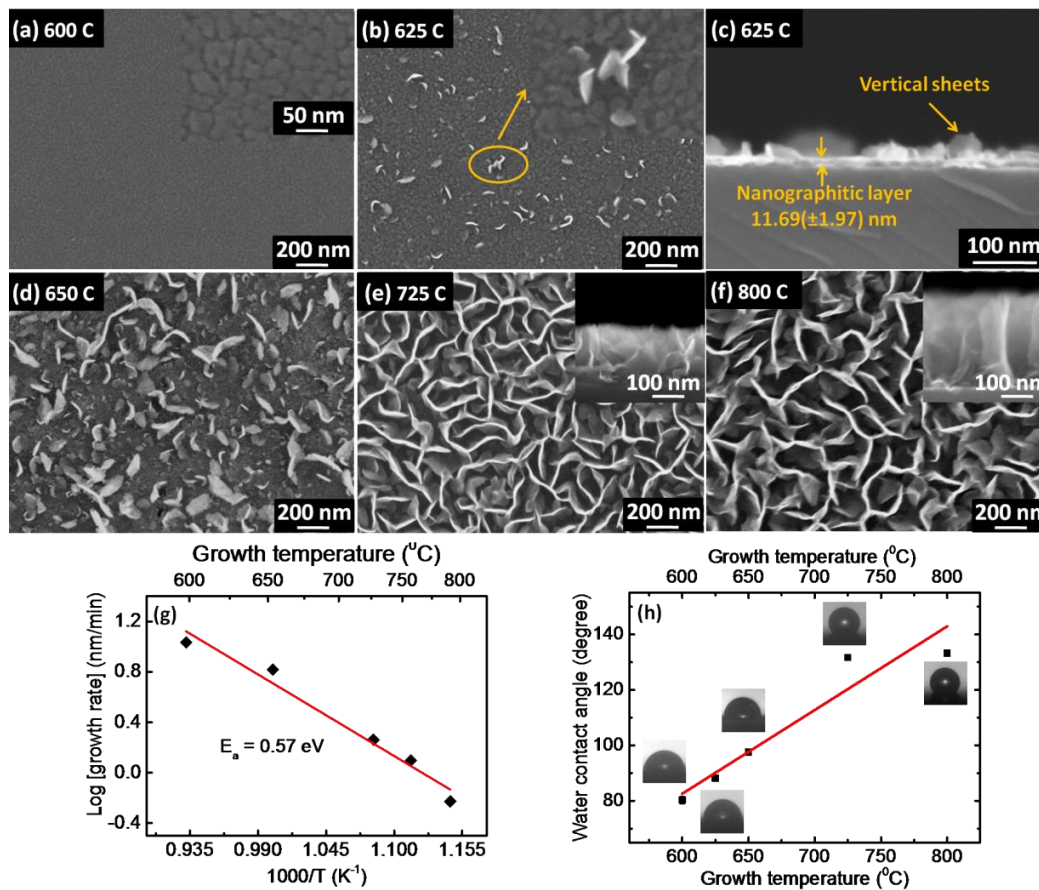 (a) 600 C
50 nm
200 nm
(b) 625 C
200 nm
(c) 625 C
Vertical sheets
Nanographitic layer
11.69(±1.97) nm
100 nm
(d) 650 C
200 nm
(e) 725 C
100 nm
200 nm
(f) 800 C
100 nm
200 nm
Growth temperature (⁰C)
600 650 700 750 800
(g)
Log [growth rate] (nm/min)
1.2
0.8
0.4
0.0
-0.4
Eₐ = 0.57 eV
0.935 0.990 1.045 1.100 1.155
1000/T (K⁻¹)
Growth temperature (⁰C)
600 650 700 750 800
(h)
Water contact angle (degree)
140
120
100
80
600 650 700 750 800
Growth temperature (⁰C)